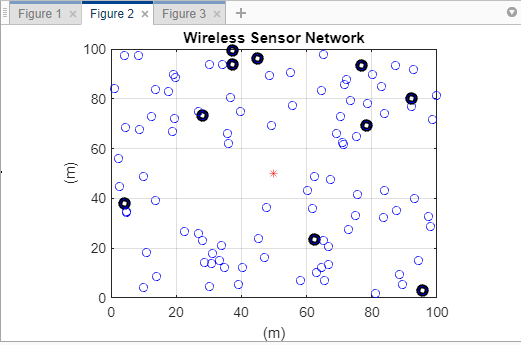 Figure 1 × Figure 2 × Figure 3 × +
Wireless Sensor Network
100
80
60
40
20
0
(m)
0 20 40 60 80 100
(m)